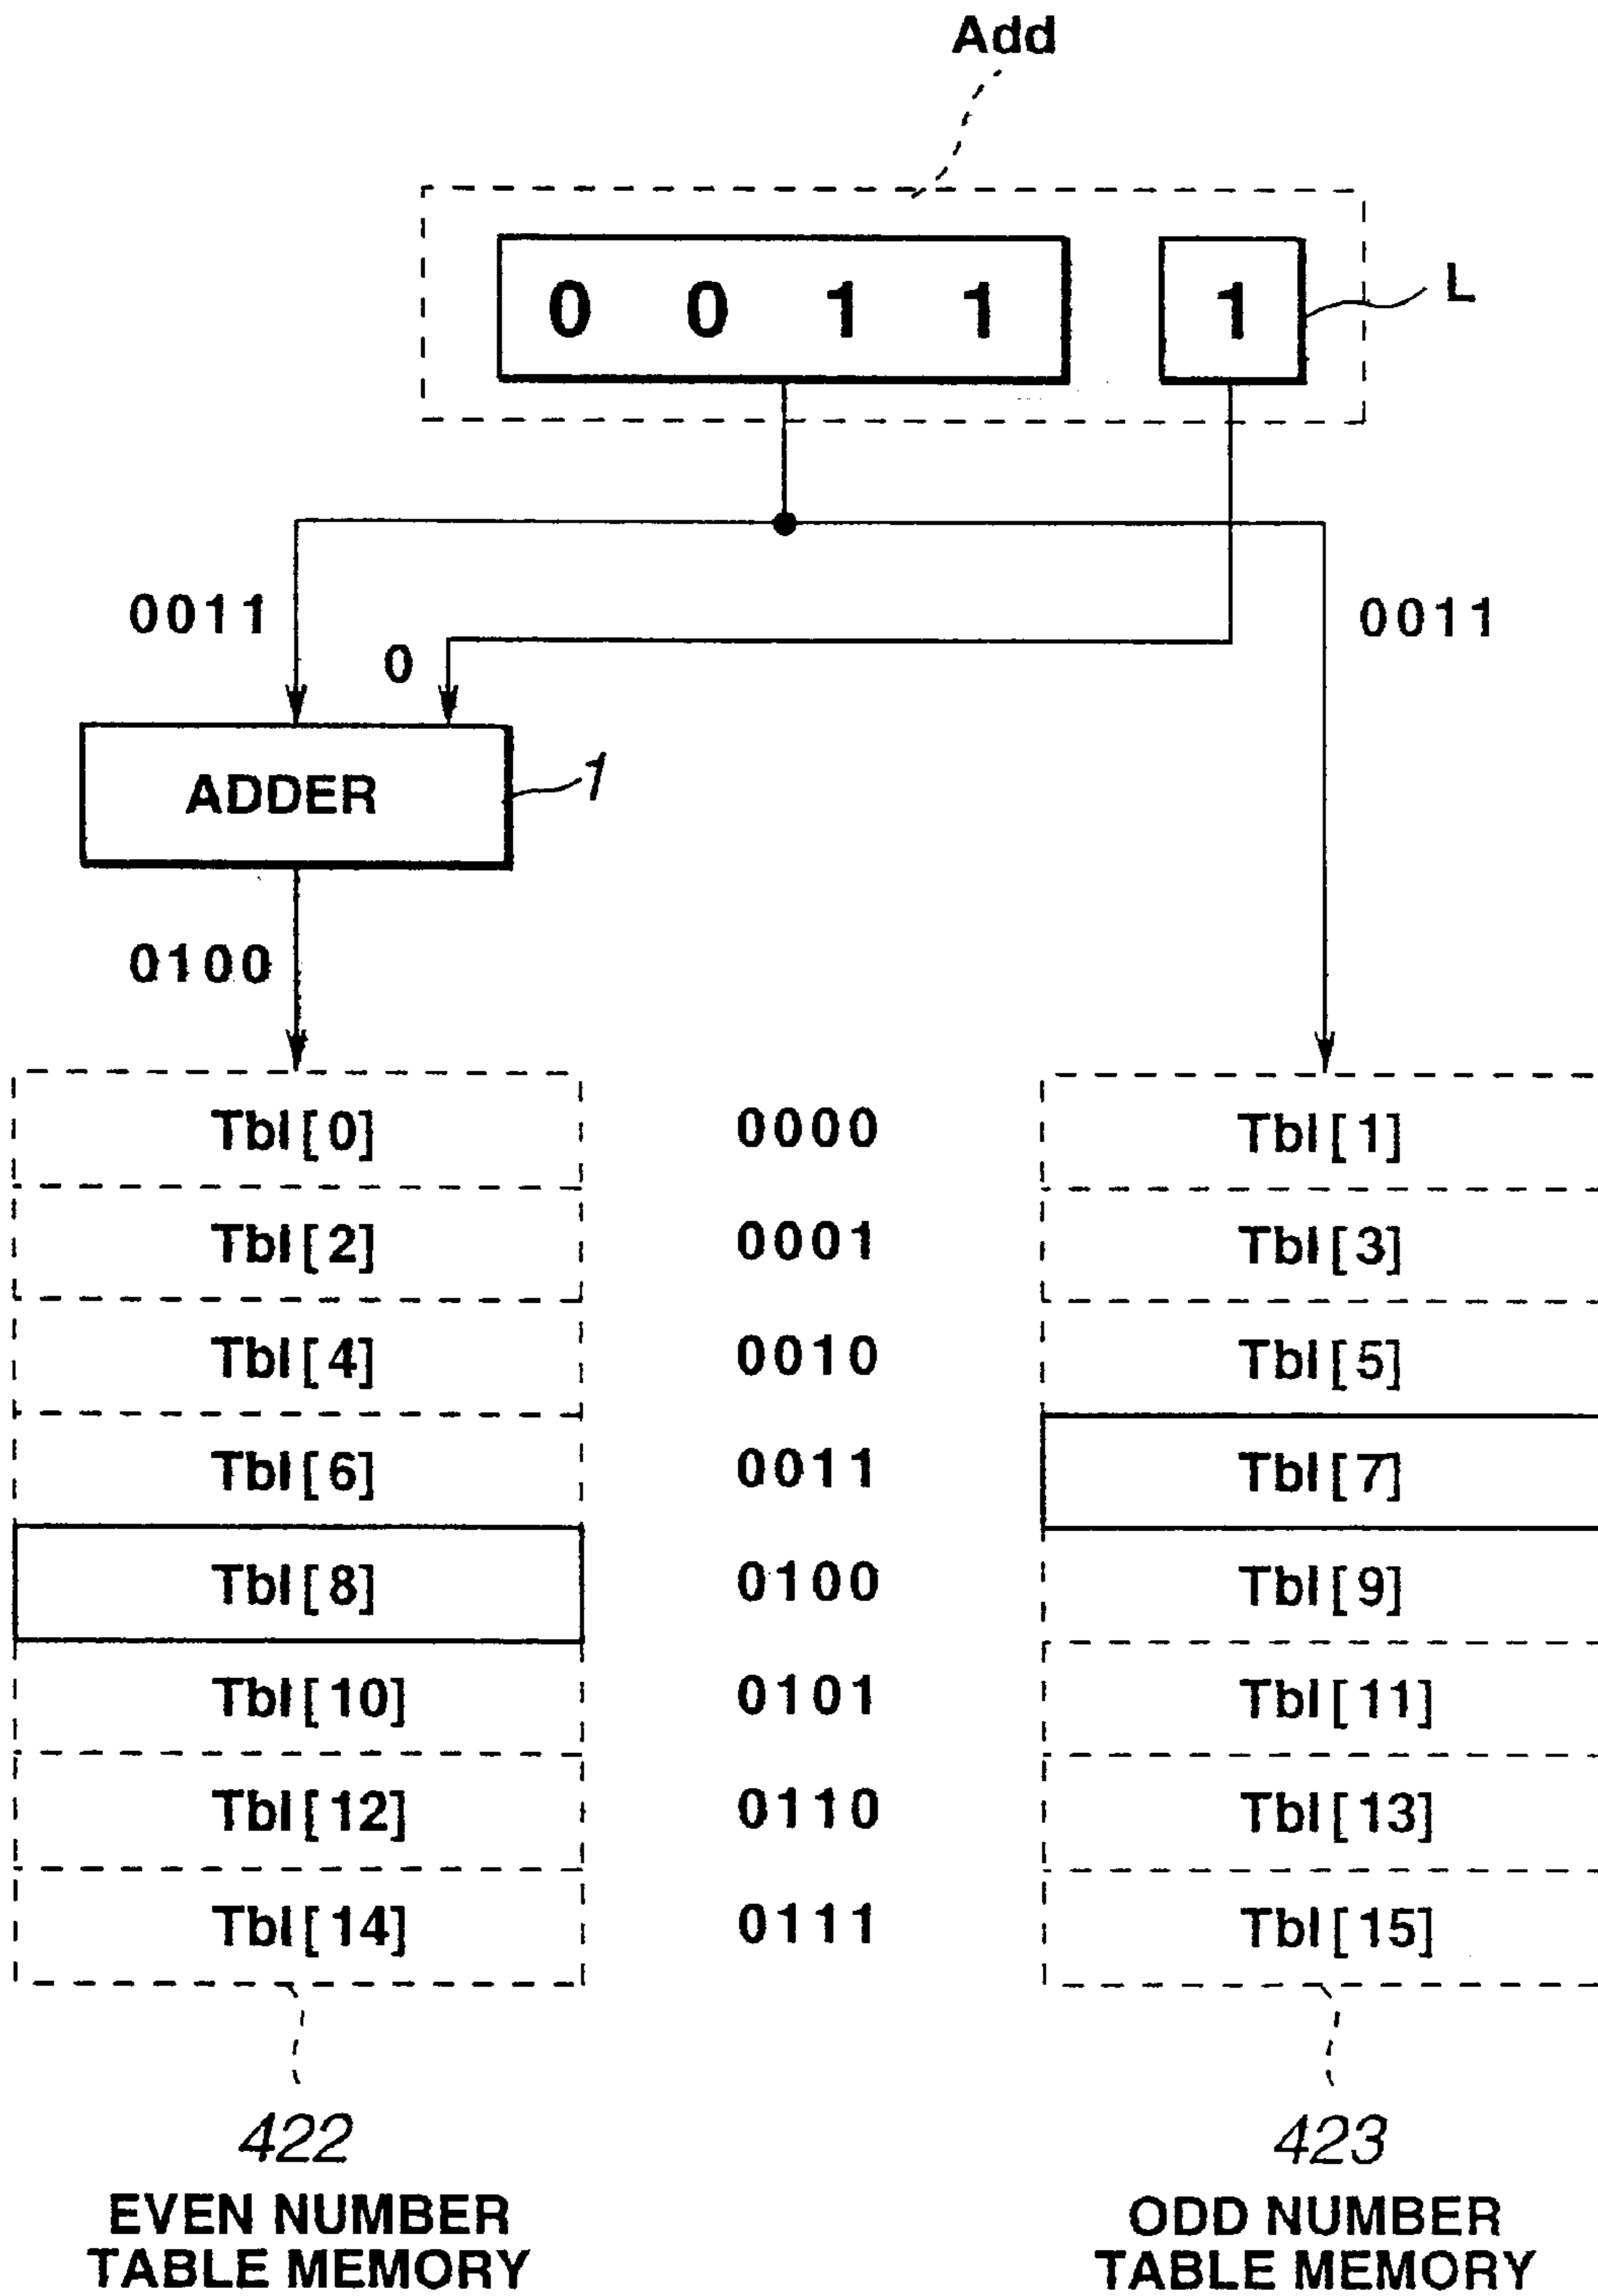 Add
0 0 1 1 1 L
0011 0 0011
ADDER 1
0100
Tbl[0] 0000 Tbl[1]
Tbl[2] 0001 Tbl[3]
Tbl[4] 0010 Tbl[5]
Tbl[6] 0011 Tbl[7]
Tbl[8] 0100 Tbl[9]
Tbl[10] 0101 Tbl[11]
Tbl[12] 0110 Tbl[13]
Tbl[14] 0111 Tbl[15]
422 423
EVEN NUMBER ODD NUMBER
TABLE MEMORY TABLE MEMORY